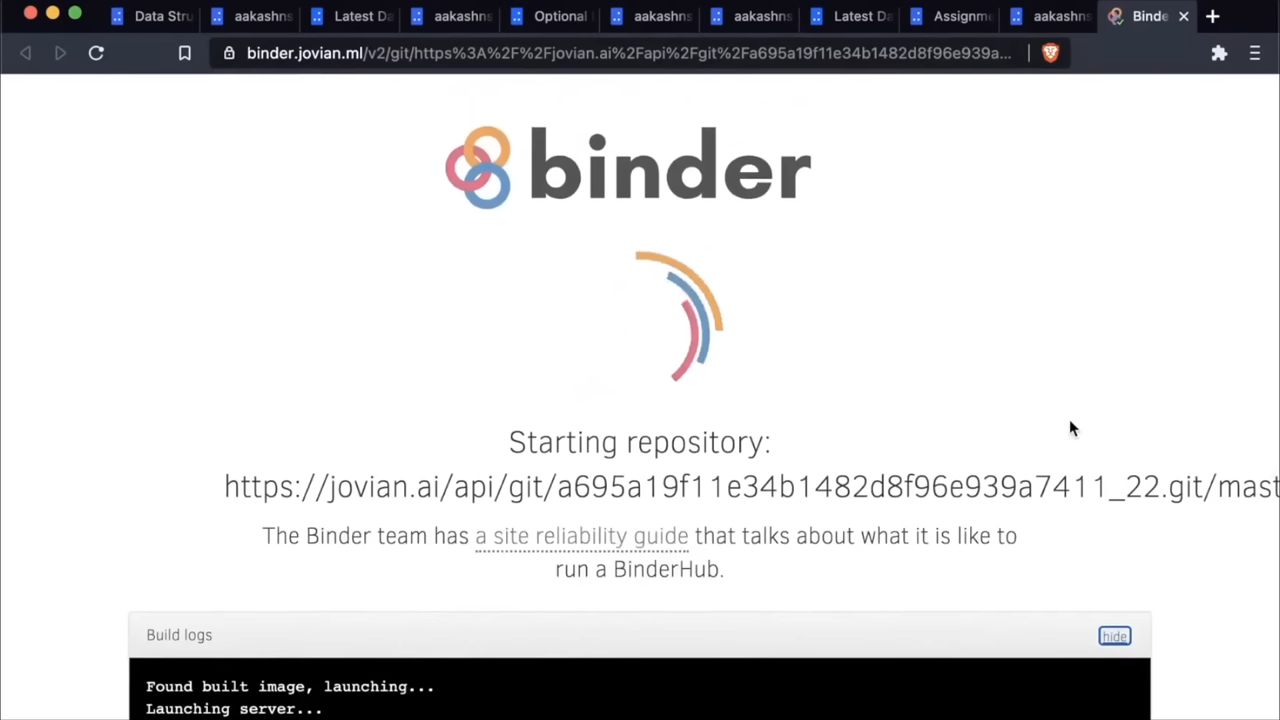 Data Stru
aakashns
Latest Da
aakashns
Optional
aakashns
aakashns
Latest Da
Assignme
aakashns
Binde
binder.jovian.ml/v2/git/https%3A%2F%2Fjovian.ai%2Fapi%2Fgit%2Fa695a19f11e34b1482d8f96e939a...
binder
Starting repository:
https://jovian.ai/api/git/a695a19f11e34b1482d8f96e939a7411_22.git/mast
The Binder team has a site reliability guide that talks about what it is like to
run a BinderHub.
Build logs
hide
Found built image, launching...
Launching server...